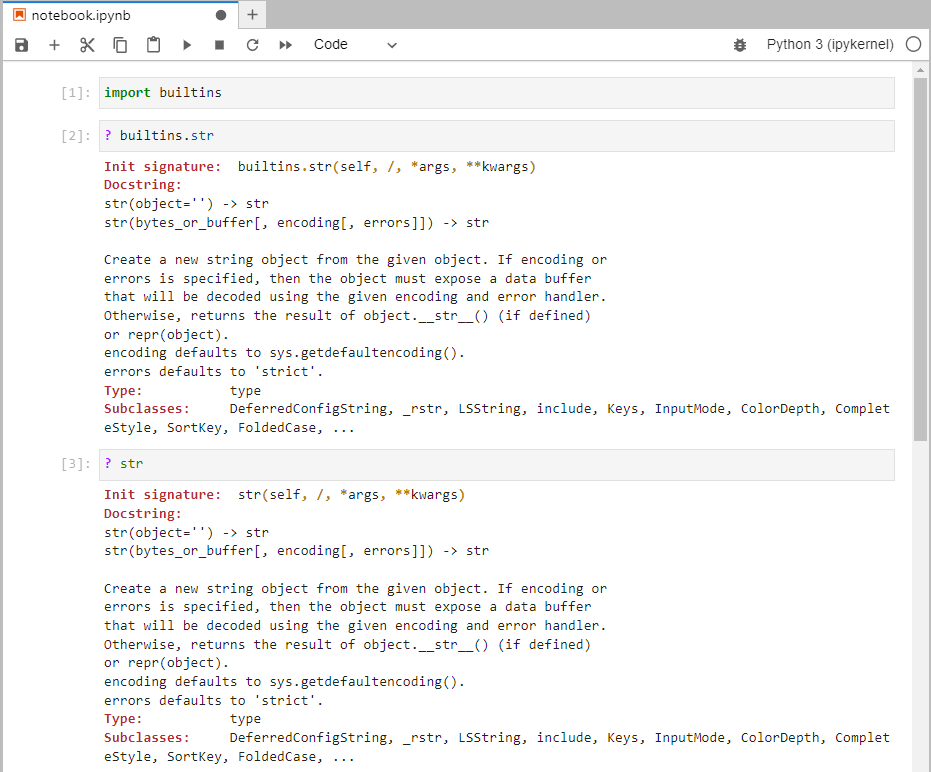 notebook.ipynb
Code
Python 3 (ipykernel)
[1]: import builtins
[2]: ? builtins.str
Init signature: builtins.str(self, /, *args, **kwargs)
Docstring:
str(object='') -> str
str(bytes_or_buffer[, encoding[, errors]]) -> str
Create a new string object from the given object. If encoding or
errors is specified, then the object must expose a data buffer
that will be decoded using the given encoding and error handler.
Otherwise, returns the result of object.__str__() (if defined)
or repr(object).
encoding defaults to sys.getdefaultencoding().
errors defaults to 'strict'.
Type: type
Subclasses: DeferredConfigString, _rstr, LSString, include, Keys, InputMode, ColorDepth, Complet
eStyle, SortKey, FoldedCase, ...
[3]: ? str
Init signature: str(self, /, *args, **kwargs)
Docstring:
str(object='') -> str
str(bytes_or_buffer[, encoding[, errors]]) -> str
Create a new string object from the given object. If encoding or
errors is specified, then the object must expose a data buffer
that will be decoded using the given encoding and error handler.
Otherwise, returns the result of object.__str__() (if defined)
or repr(object).
encoding defaults to sys.getdefaultencoding().
errors defaults to 'strict'.
Type: type
Subclasses: DeferredConfigString, _rstr, LSString, include, Keys, InputMode, ColorDepth, Complet
eStyle, SortKey, FoldedCase, ...